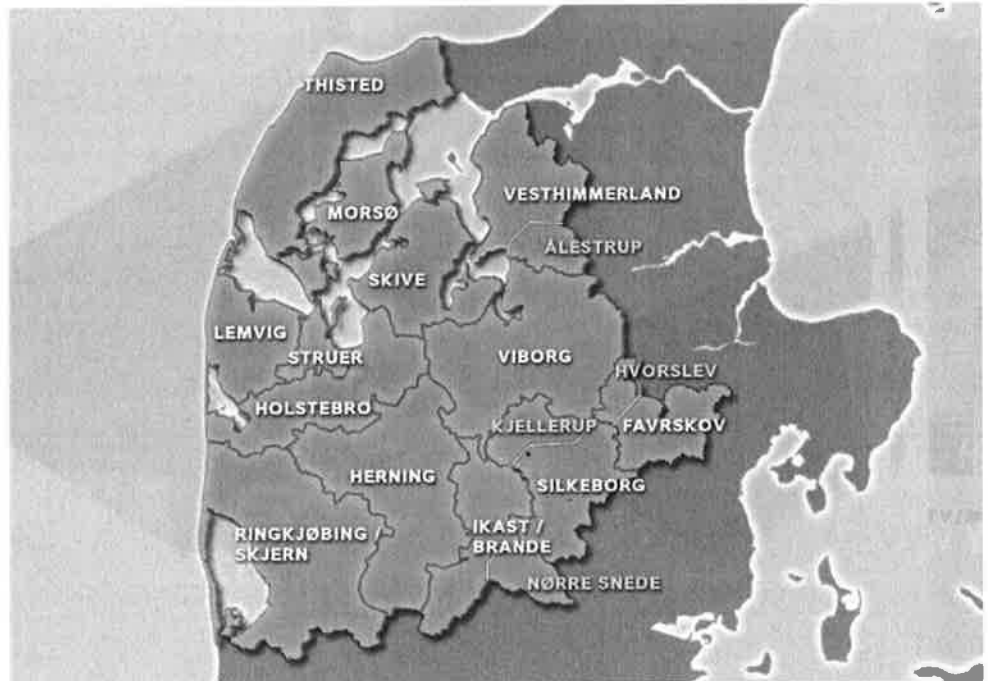 THISTED
VESTHIMMERLAND
MORSØ
ÅLESTRUP
SKIVE
LEMVIG
STRUER
VIBORG
HVORSLEV
HOLSTEBRØ
KJELLERUP
FAVRSKOV
HERNING
SILKEBORG
RINGKJØBING /
SKJERN
IKAST /
BRANDE
NØRRE SNEDE